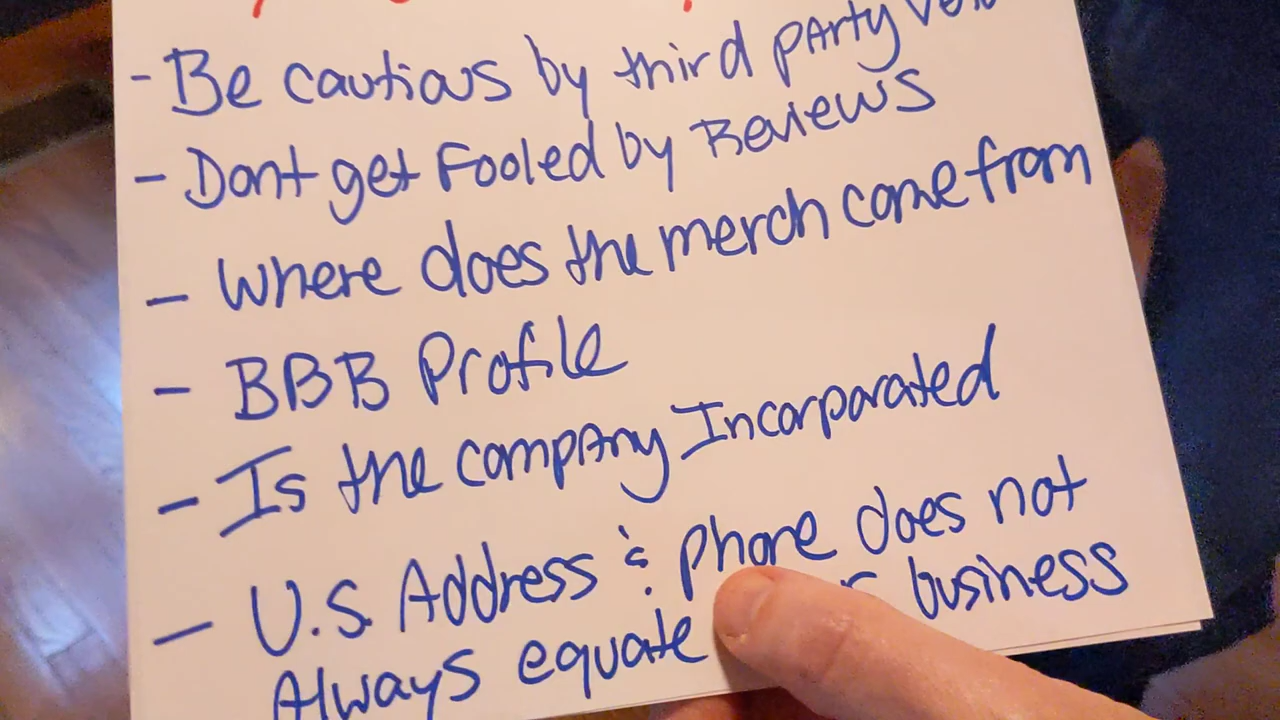 - Be cautious by third party
- Dont get Fooled by Reviews
- Where does the merch come from
- BBB Profile
- Is the company Incorporated
- U.S. Address & phone does not
Always equate business